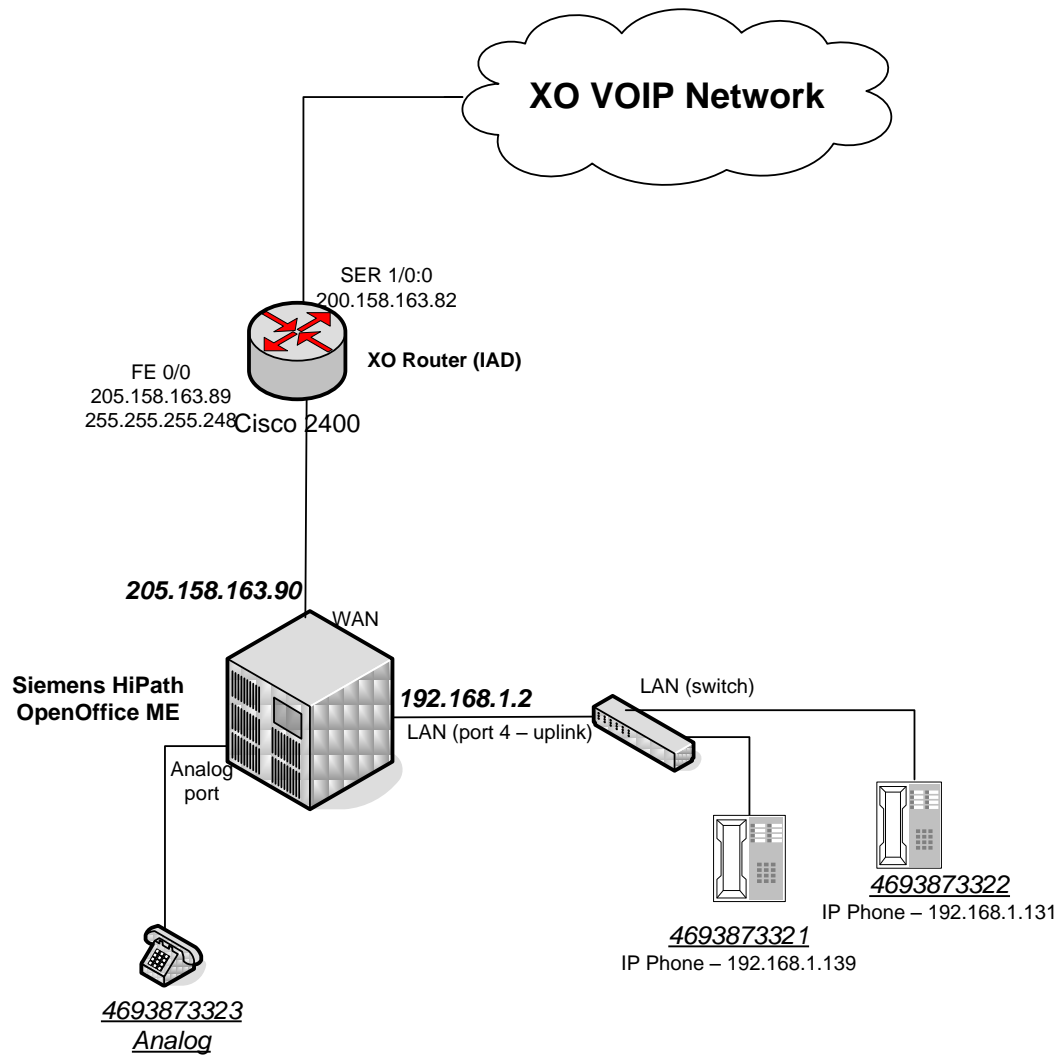 XO VOIP Network
SER 1/0:0
200.158.163.82
XO Router (IAD)
FE 0/0
205.158.163.89
255.255.255.248
Cisco 2400
205.158.163.90
WAN
Siemens HiPath
OpenOffice ME
192.168.1.2
LAN (port 4 – uplink)
LAN (switch)
Analog
port
4693873322
IP Phone – 192.168.1.131
4693873321
IP Phone – 192.168.1.139
4693873323
Analog